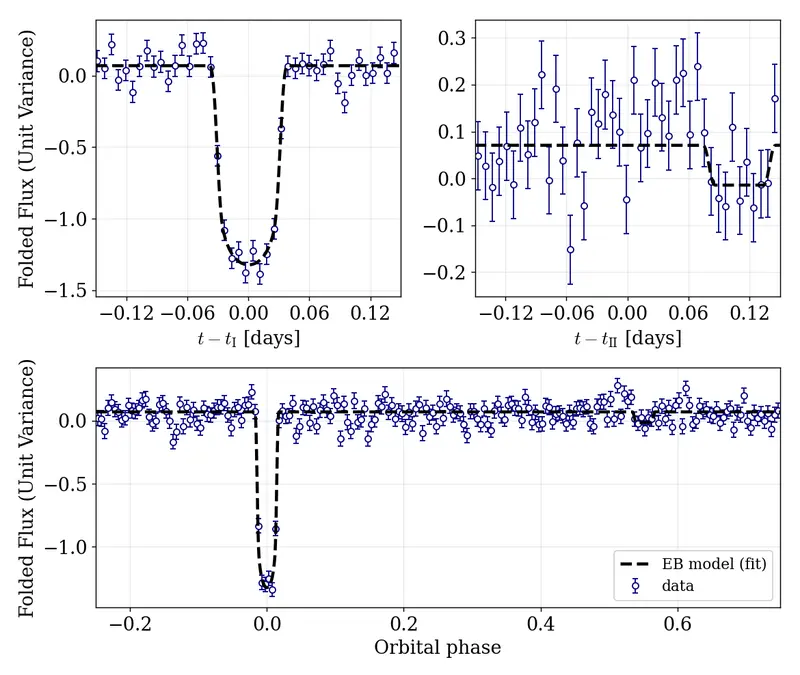 Folded Flux (Unit Variance)
0.0
−0.5
−1.0
−1.5
−0.12 −0.06 0.00 0.06 0.12
t − t_I [days]
0.3
0.2
0.1
0.0
−0.1
−0.2
−0.12 −0.06 0.00 0.06 0.12
t − t_II [days]
Folded Flux (Unit Variance)
0.0
−0.5
−1.0
−0.2 0.0 0.2 0.4 0.6
Orbital phase
EB model (fit)
data